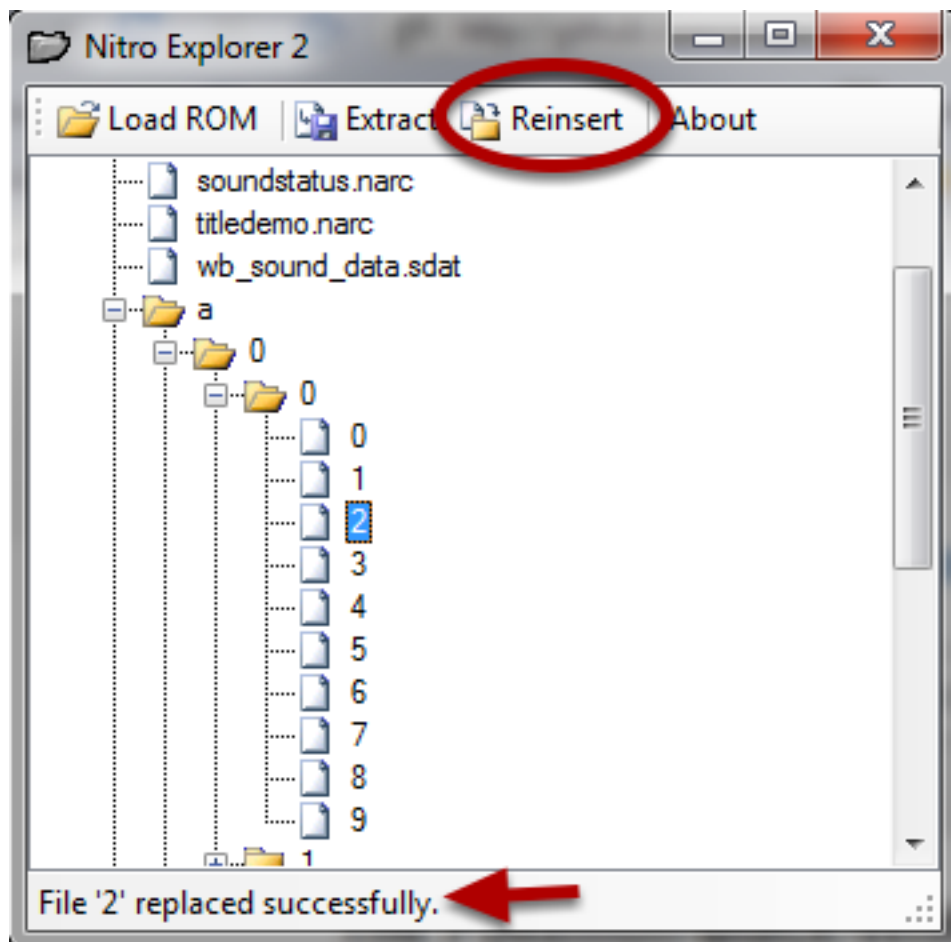 Nitro Explorer 2
Load ROM Extract Reinsert About
soundstatus.narc
titledemo.narc
wb_sound_data.sdat
a
0
0
0
1
2
3
4
5
6
7
8
9
1
File '2' replaced successfully.